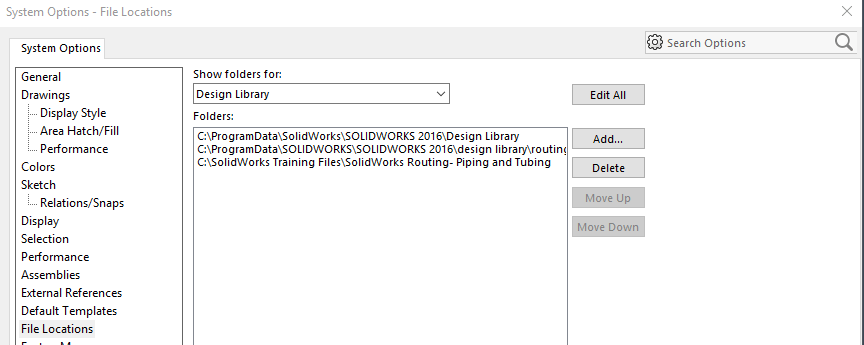 System Options - File Locations
System Options
Search Options
General
Drawings
Display Style
Area Hatch/Fill
Performance
Colors
Sketch
Relations/Snaps
Display
Selection
Performance
Assemblies
External References
Default Templates
File Locations
Show folders for:
Design Library
Folders:
C:\ProgramData\SolidWorks\SOLIDWORKS 2016\Design Library
C:\ProgramData\SOLIDWORKS\SOLIDWORKS 2016\design library\routing
C:\SolidWorks Training Files\SolidWorks Routing- Piping and Tubing
Edit All
Add...
Delete
Move Up
Move Down